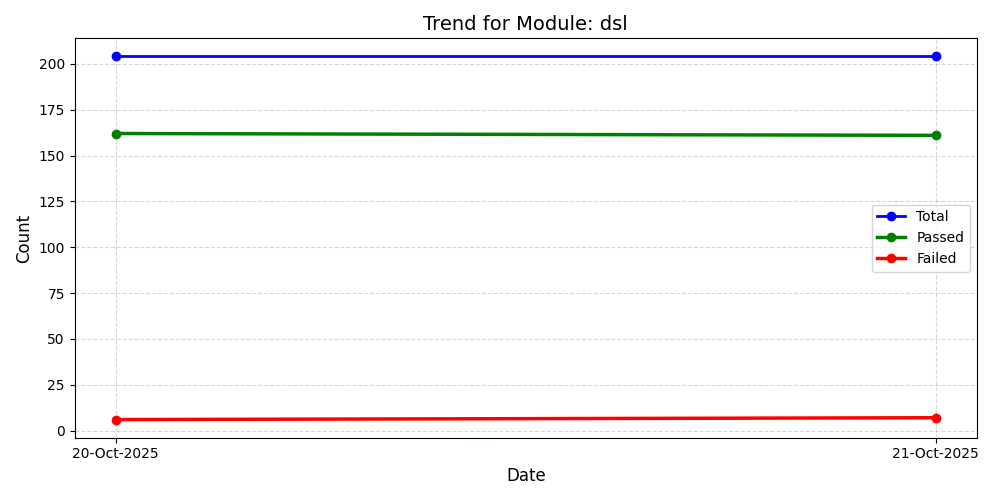 Trend for Module: dsl
Count
200
175
150
125
100
75
50
25
0
Total
Passed
Failed
20-Oct-2025
21-Oct-2025
Date